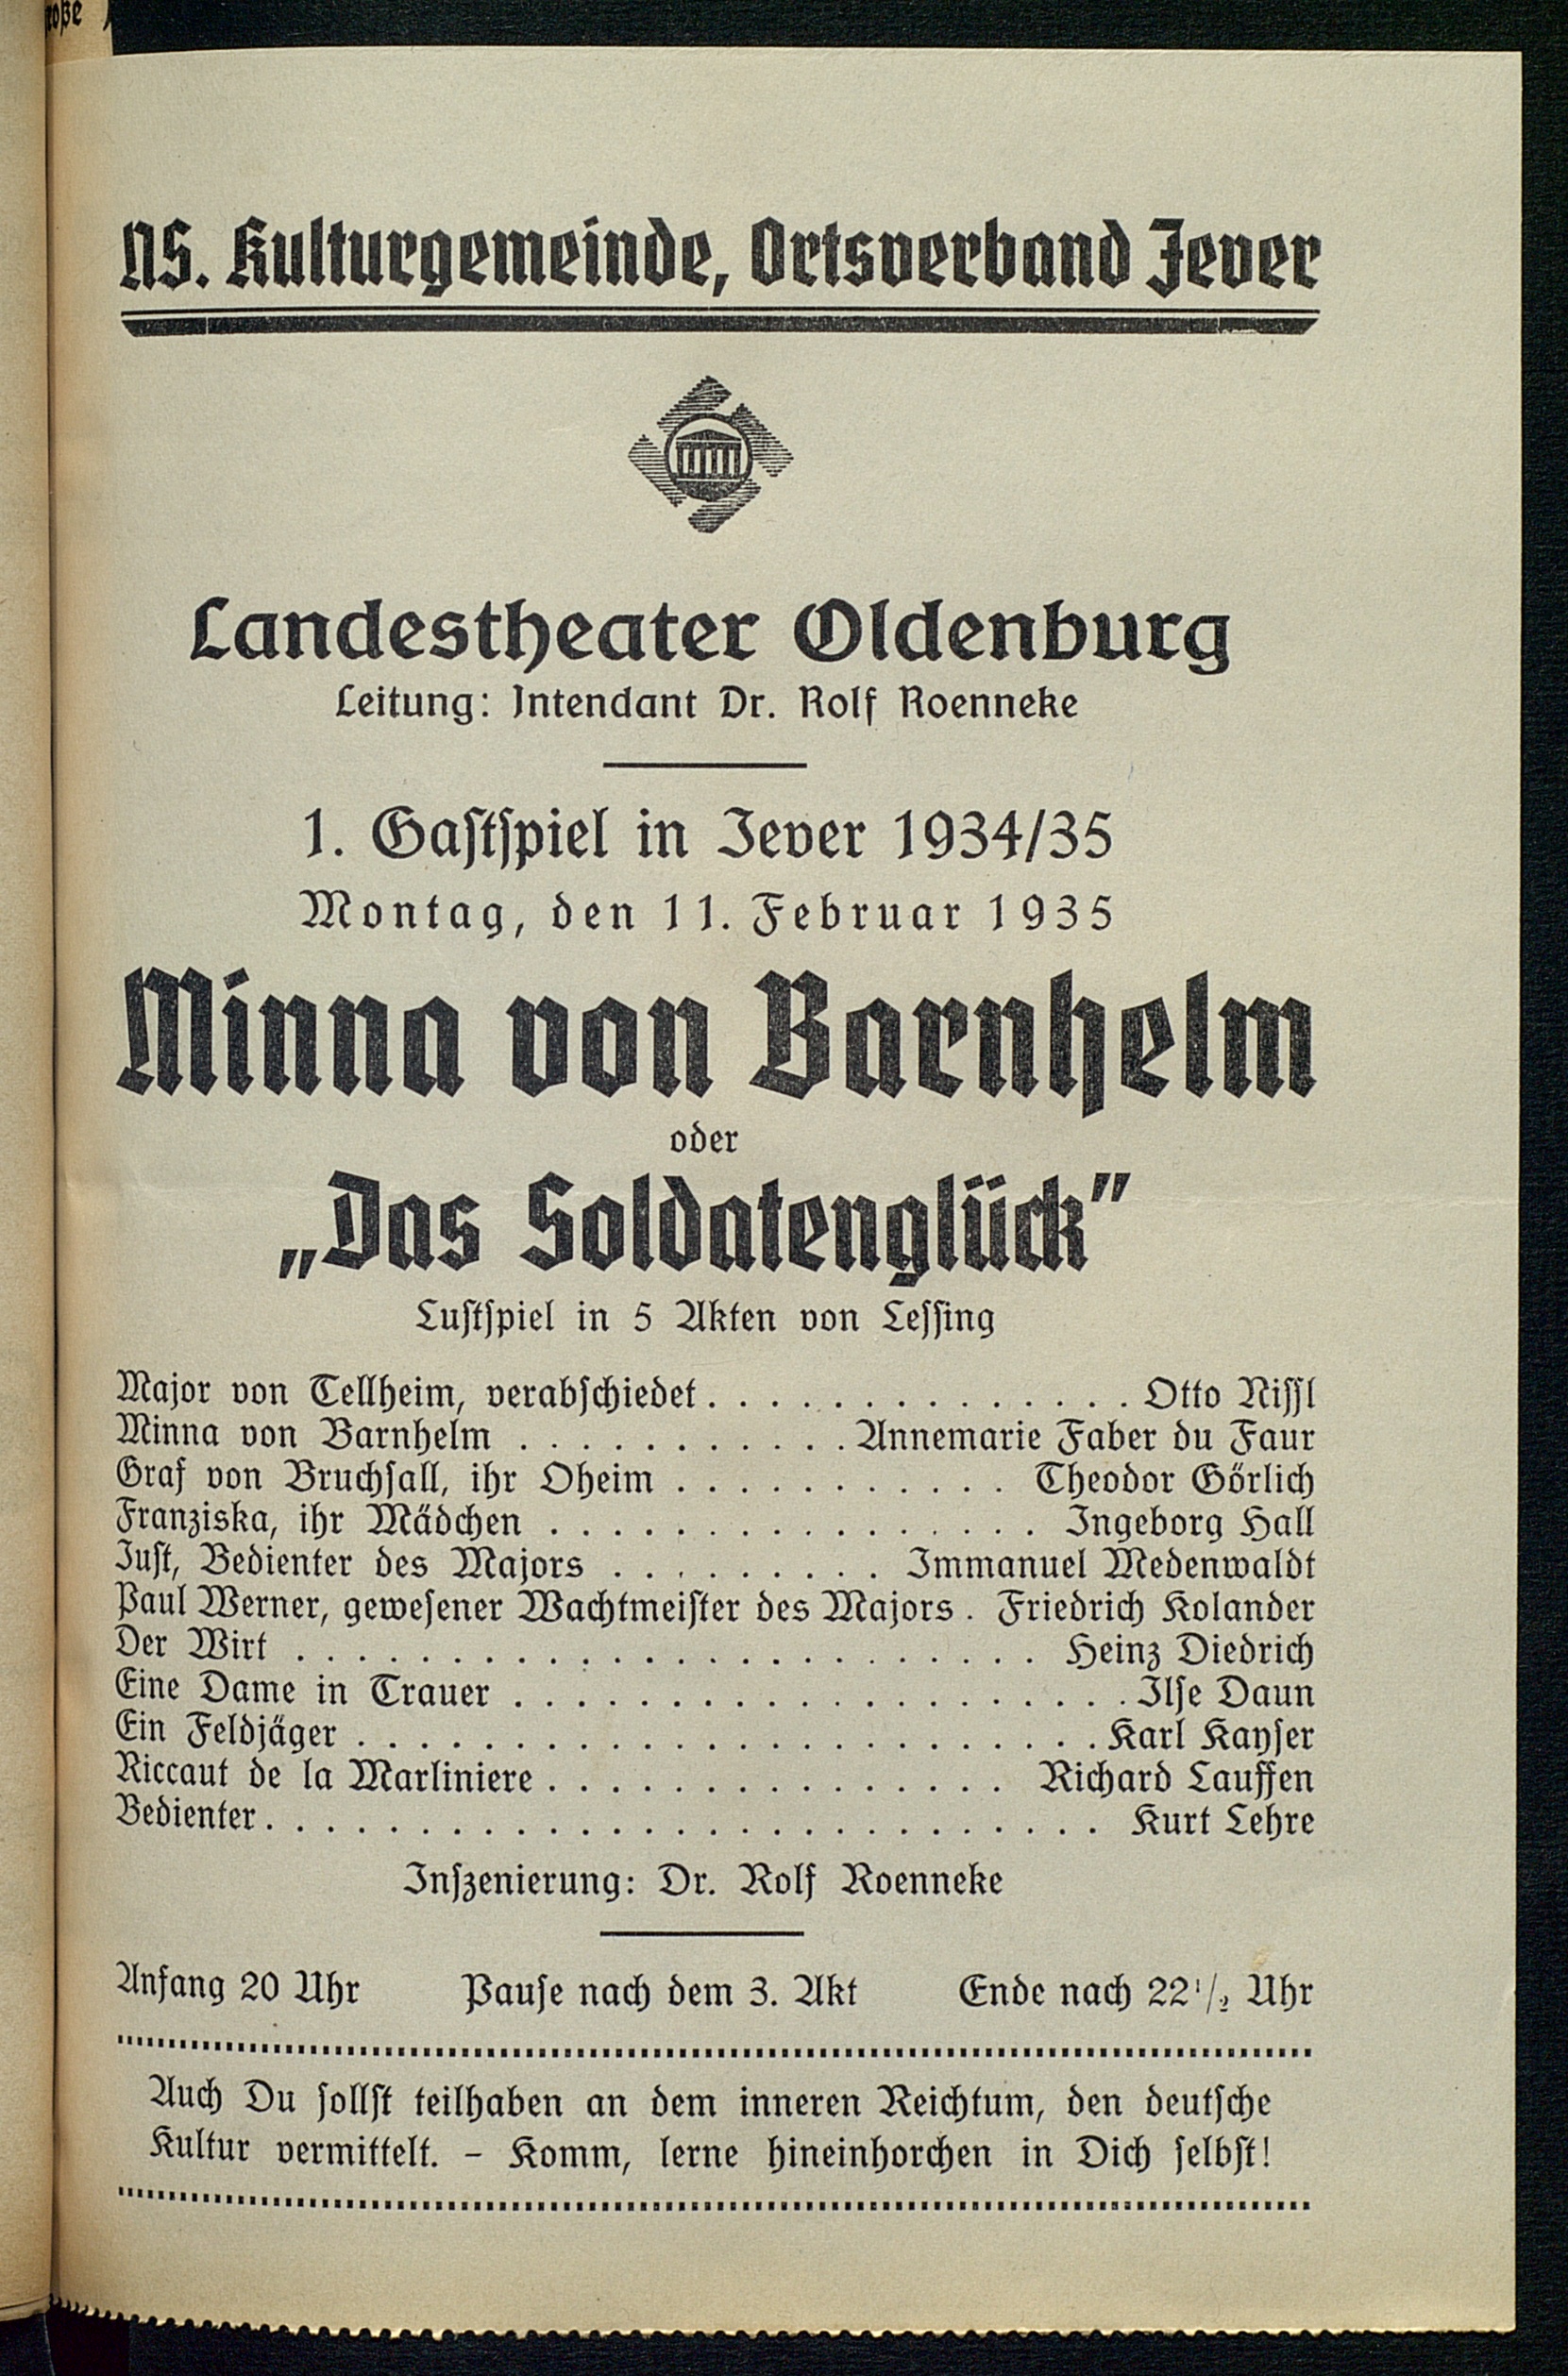 NS. Kulturgemeinde, Ortsverband Jever
Landestheater Oldenburg
Leitung: Intendant Dr. Rolf Roenneke
1. Gastspiel in Jever 1934/35
Montag, den 11. Februar 1935
Minna von Barnhelm
oder
„Das Soldatenglück”
Lustspiel in 5 Akten von Lessing
Major von Tellheim, verabschiedet . . . . . . . . . . . . . . Otto Nissl
Minna von Barnhelm . . . . . . . . . . . Annemarie Faber du Faur
Graf von Bruchsall, ihr Oheim . . . . . . . . . . . Theodor Görlich
Franziska, ihr Mädchen . . . . . . . . . . . . . . . . Ingeborg Hall
Just, Bedienter des Majors . . . . . . . . . Immanuel Medenwaldt
Paul Werner, gewesener Wachtmeister des Majors . Friedrich Kolander
Der Wirt . . . . . . . . . . . . . . . . . . . . . . . . Heinz Diedrich
Eine Dame in Trauer . . . . . . . . . . . . . . . . . . . . Ilse Daun
Ein Feldjäger . . . . . . . . . . . . . . . . . . . . . . . . Karl Kayser
Riccaut de la Marliniere . . . . . . . . . . . . . . . Richard Lauffen
Bedienter . . . . . . . . . . . . . . . . . . . . . . . . . . . Kurt Lehre
Inszenierung: Dr. Rolf Roenneke
Anfang 20 Uhr Pause nach dem 3. Akt Ende nach 22 1/2 Uhr
Auch Du sollst teilhaben an dem inneren Reichtum, den deutsche
Kultur vermittelt. – Komm, lerne hineinhorchen in Dich selbst!